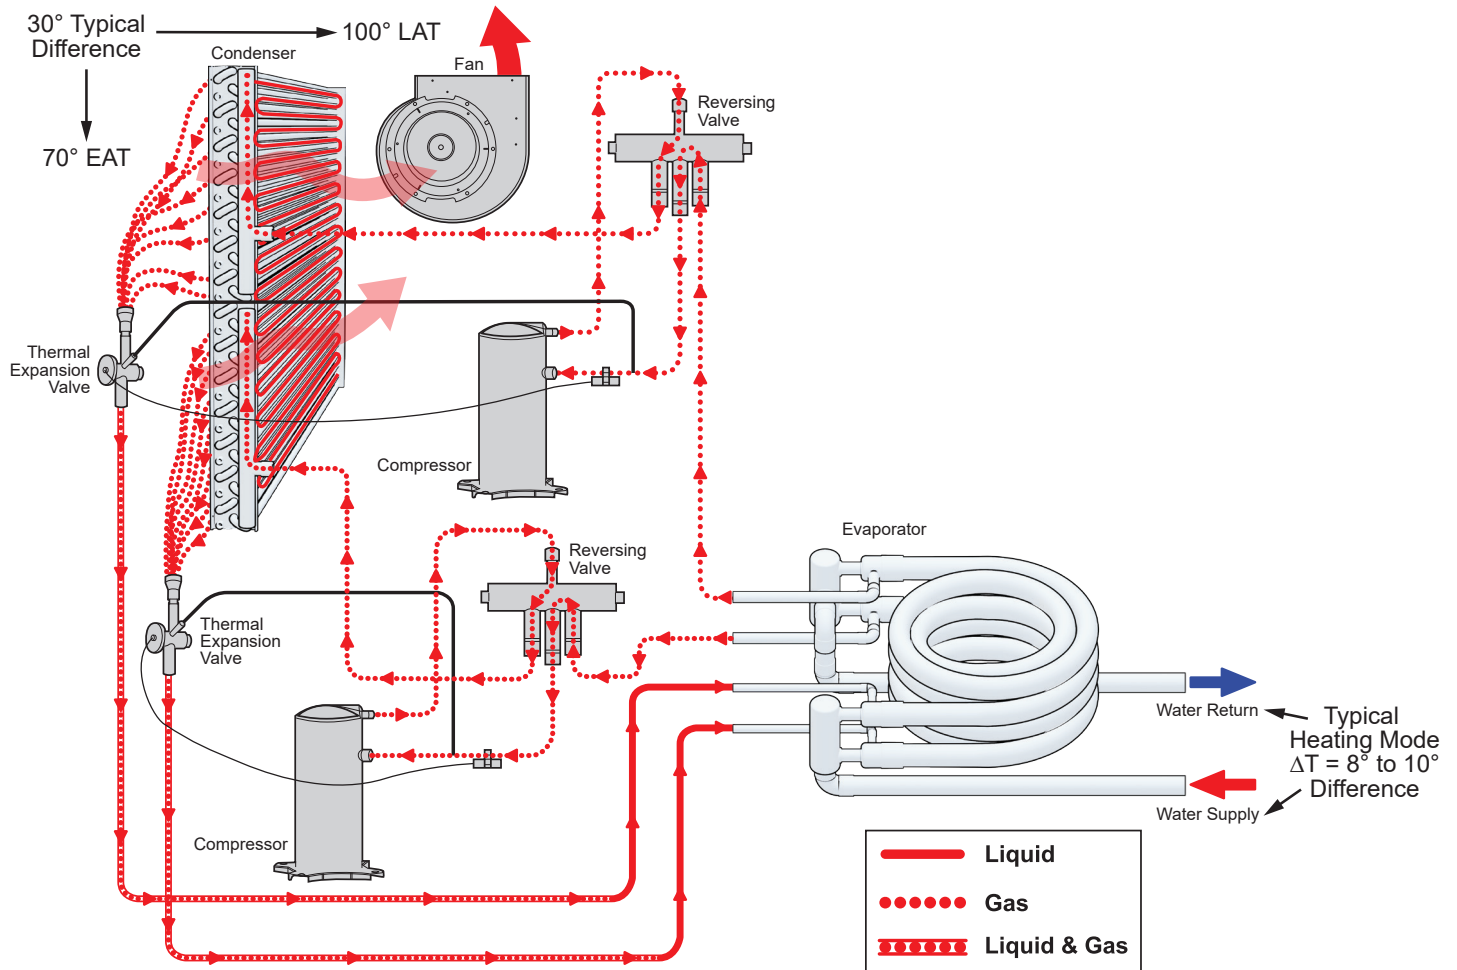 30° Typical
Difference
100° LAT
Condenser
Fan
Reversing
Valve
70° EAT
Thermal
Expansion
Valve
Compressor
Evaporator
Reversing
Valve
Thermal
Expansion
Valve
Water Return
Typical
Heating Mode
ΔT = 8° to 10°
Difference
Water Supply
Compressor
Liquid
Gas
Liquid & Gas